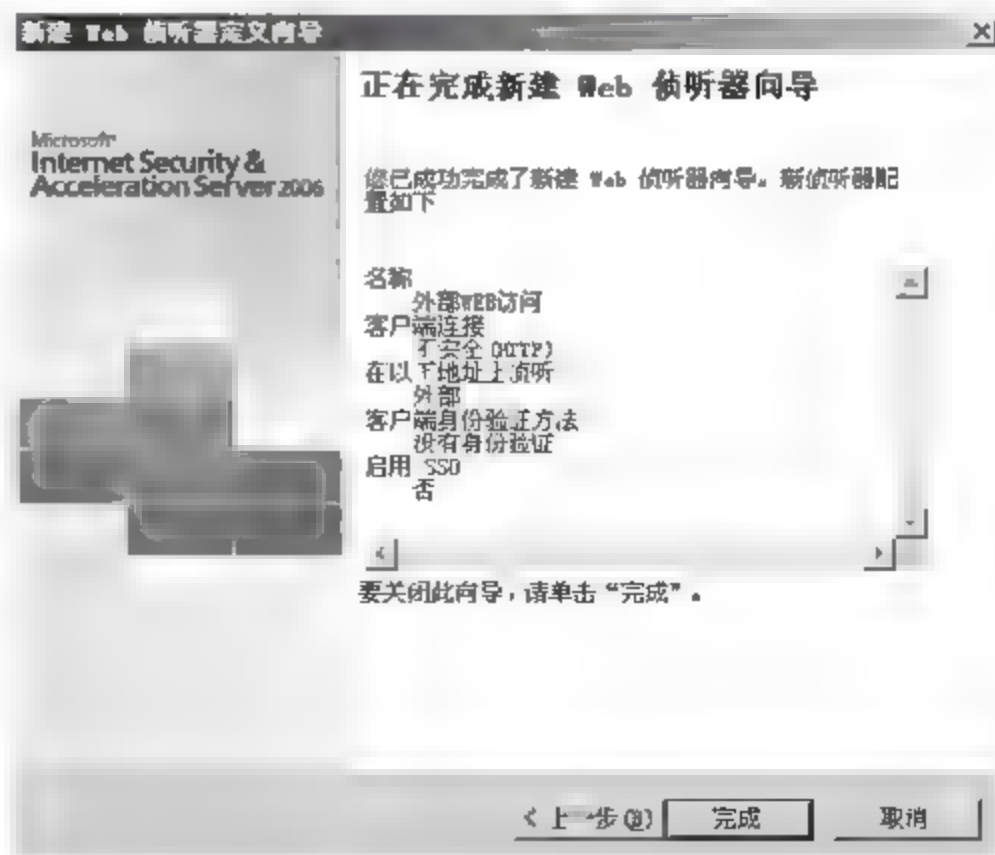 新建 Web 侦听器定义向导
Microsoft
Internet Security &
Acceleration Server 2006
正在完成新建 Web 侦听器向导
您已成功完成了新建 Web 侦听器向导。新侦听器配
置如下
名称
外部WEB访问
客户端连接
不安全(HTTP)
在以下地址上侦听
外部
客户端身份验证方法
没有身份验证
启用 SSO
否
要关闭此向导，请单击“完成”。
< 上一步(B)
完成
取消